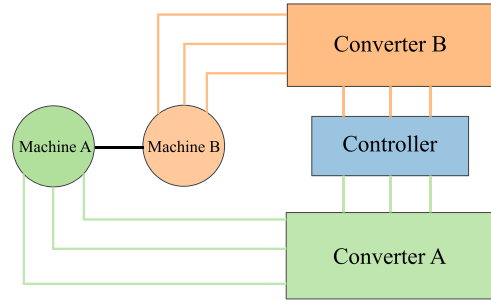 Converter B
Machine A
Machine B
Controller
Converter A